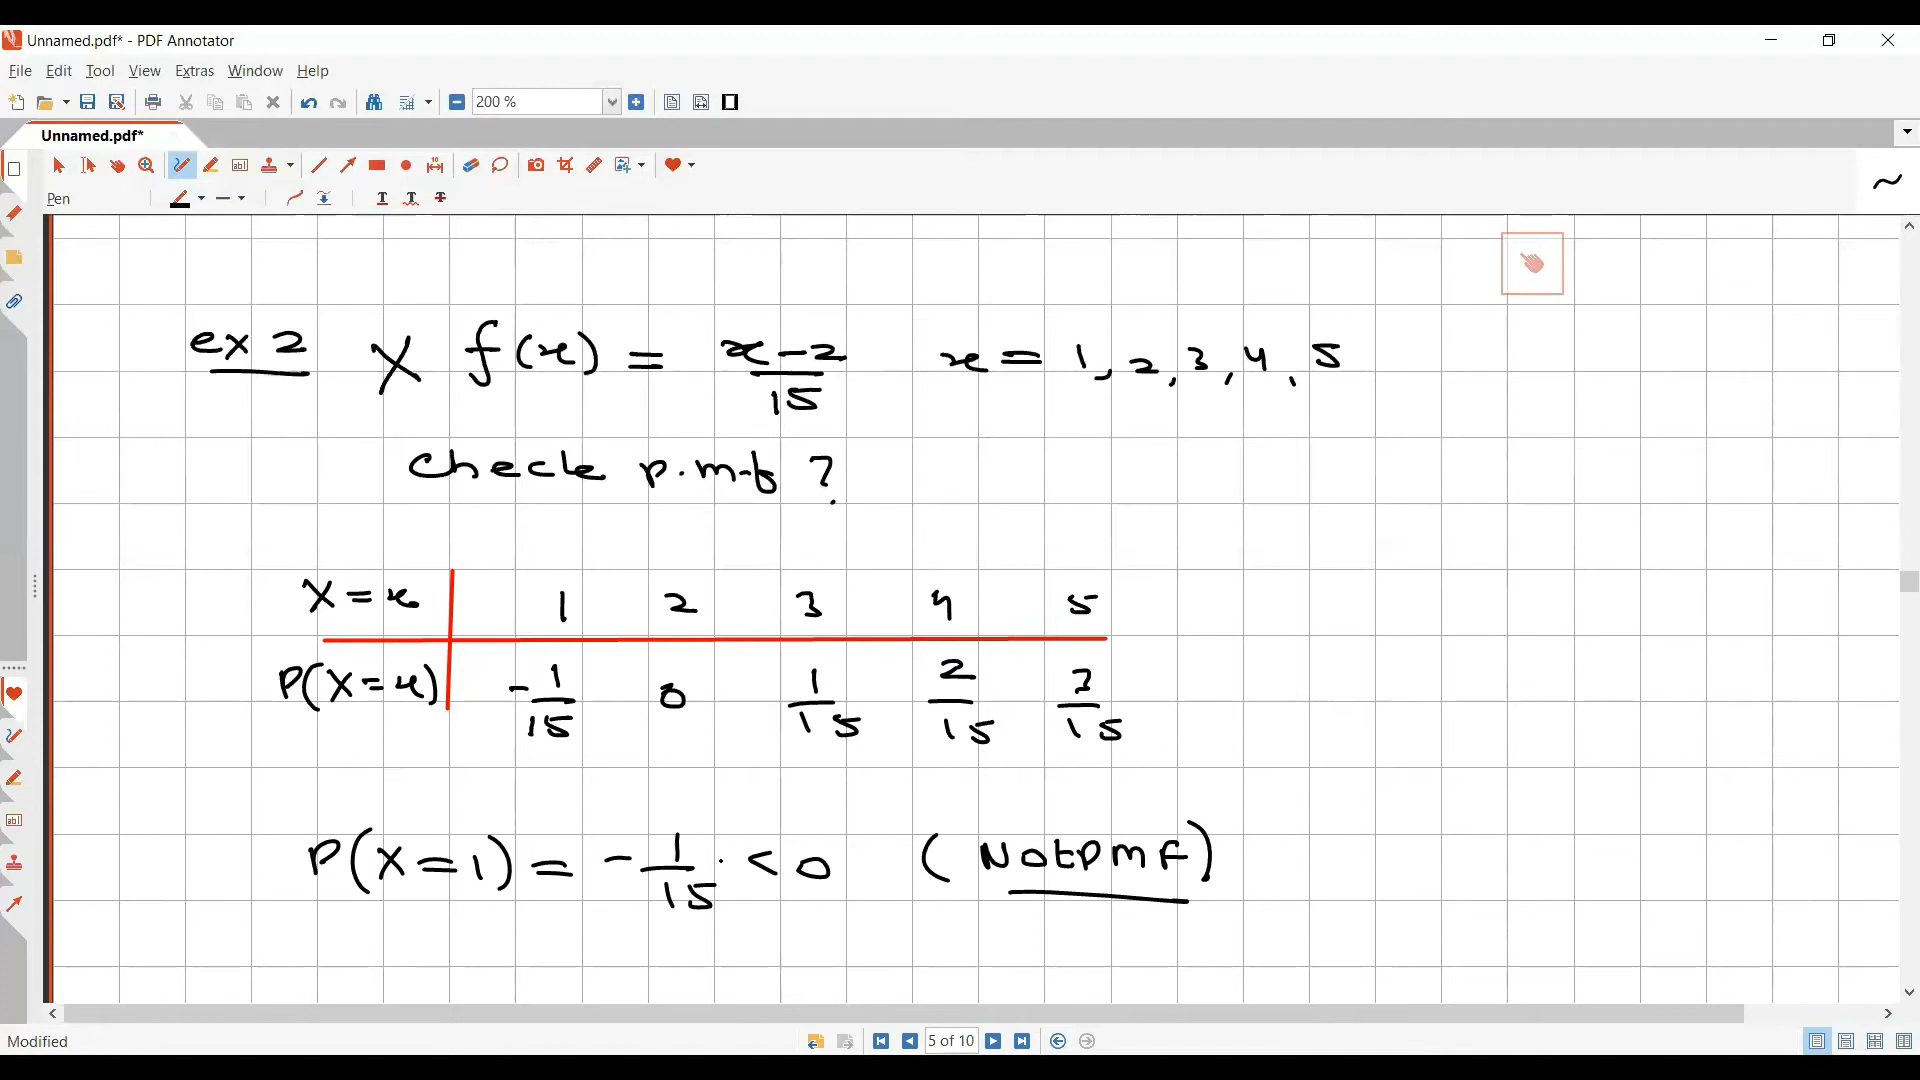 Unnamed.pdf* - PDF Annotator
File Edit Tool View Extras Window Help
200 %
Unnamed.pdf*
Pen
ex 2 X f(x) = x-2/15 x = 1, 2, 3, 4, 5
Check p.m.f ?
X = x 1 2 3 4 5
P(X=x) -1/15 0 1/15 2/15 3/15
P(X=1) = -1/15 < 0 (Not PMF)
Modified 5 of 10